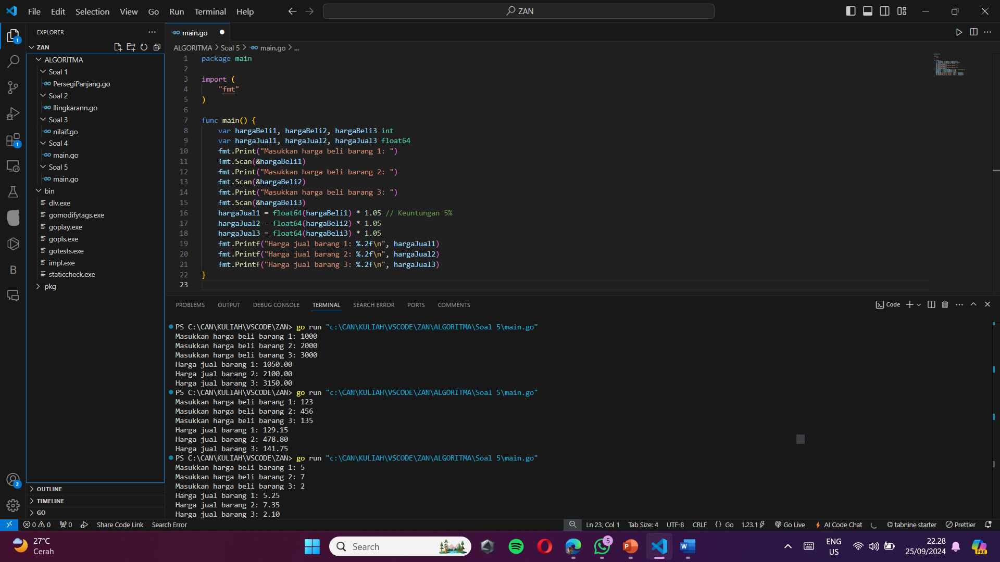 File Edit Selection View Go Run Terminal Help
ZAN
EXPLORER
ZAN
ALGORITMA
Soal 1
PersegiPanjang.go
Soal 2
llingkarann.go
Soal 3
nilaif.go
Soal 4
main.go
Soal 5
main.go
bin
dlv.exe
gomodifytags.exe
goplay.exe
gopls.exe
gotests.exe
impl.exe
staticcheck.exe
pkg
OUTLINE
TIMELINE
GO
1
1
2
main.go
ALGORITMA > Soal 5 > main.go > ...
1 package main
2
3 import (
4 "fmt"
5 )
6
7 func main() {
8 var hargaBeli1, hargaBeli2, hargaBeli3 int
9 var hargaJual1, hargaJual2, hargaJual3 float64
10 fmt.Print("Masukkan harga beli barang 1: ")
11 fmt.Scan(&hargaBeli1)
12 fmt.Print("Masukkan harga beli barang 2: ")
13 fmt.Scan(&hargaBeli2)
14 fmt.Print("Masukkan harga beli barang 3: ")
15 fmt.Scan(&hargaBeli3)
16 hargaJual1 = float64(hargaBeli1) * 1.05 // Keuntungan 5%
17 hargaJual2 = float64(hargaBeli2) * 1.05
18 hargaJual3 = float64(hargaBeli3) * 1.05
19 fmt.Printf("Harga jual barang 1: %.2f\n", hargaJual1)
20 fmt.Printf("Harga jual barang 2: %.2f\n", hargaJual2)
21 fmt.Printf("Harga jual barang 3: %.2f\n", hargaJual3)
22 }
23
PROBLEMS OUTPUT DEBUG CONSOLE TERMINAL SEARCH ERROR PORTS COMMENTS
Code
PS C:\CAN\KULIAH\VSCODE\ZAN> go run "c:\CAN\KULIAH\VSCODE\ZAN\ALGORITMA\Soal 5\main.go"
Masukkan harga beli barang 1: 1000
Masukkan harga beli barang 2: 2000
Masukkan harga beli barang 3: 3000
Harga jual barang 1: 1050.00
Harga jual barang 2: 2100.00
Harga jual barang 3: 3150.00
PS C:\CAN\KULIAH\VSCODE\ZAN> go run "c:\CAN\KULIAH\VSCODE\ZAN\ALGORITMA\Soal 5\main.go"
Masukkan harga beli barang 1: 123
Masukkan harga beli barang 2: 456
Masukkan harga beli barang 3: 135
Harga jual barang 1: 129.15
Harga jual barang 2: 478.80
Harga jual barang 3: 141.75
PS C:\CAN\KULIAH\VSCODE\ZAN> go run "c:\CAN\KULIAH\VSCODE\ZAN\ALGORITMA\Soal 5\main.go"
Masukkan harga beli barang 1: 5
Masukkan harga beli barang 2: 7
Masukkan harga beli barang 3: 2
Harga jual barang 1: 5.25
Harga jual barang 2: 7.35
Harga jual barang 3: 2.10
0 0 0 Share Code Link Search Error
Ln 23, Col 1 Tab Size: 4 UTF-8 CRLF {} Go 1.23.1 Go Live AI Code Chat tabnine starter Prettier
27°C
Cerah
Search
5
ENG
US
22.28
25/09/2024
PRE